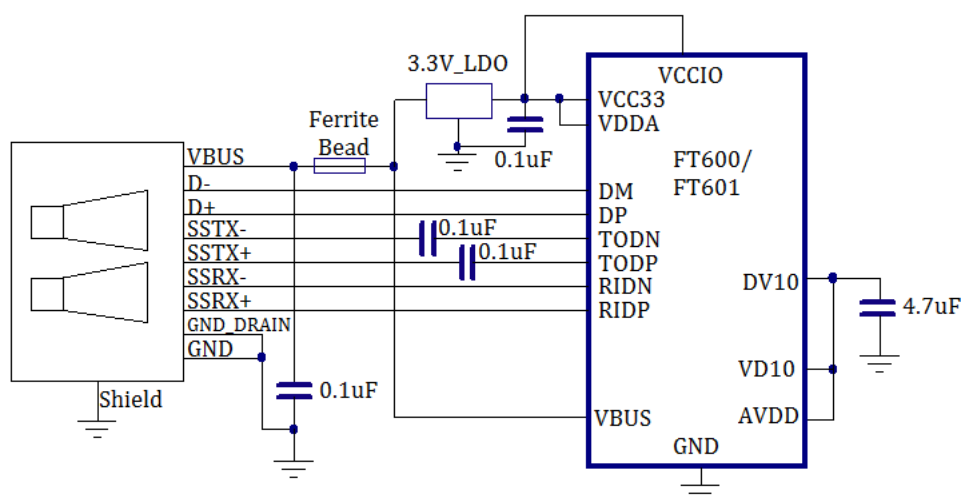 3.3V_LDO
VCCIO
VCC33
VDDA
0.1uF
Ferrite
Bead
FT600/
FT601
VBUS
D-
D+
SSTX-
SSTX+
SSRX-
SSRX+
GND_DRAIN
GND
Shield
0.1uF
0.1uF
0.1uF
DM
DP
TODN
TODP
RIDN
RIDP
VBUS
DV10
VD10
AVDD
GND
4.7uF